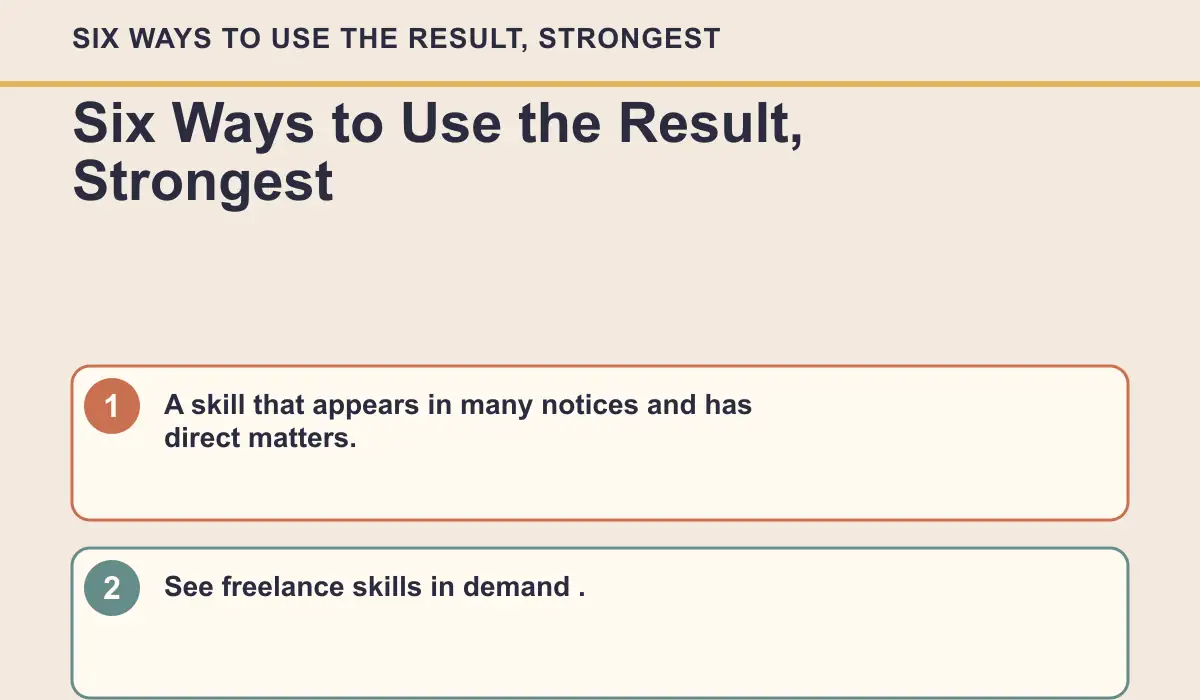 SIX WAYS TO USE THE RESULT, STRONGEST
Six Ways to Use the Result,
Strongest
1
A skill that appears in many notices and has
direct matters.
2
See freelance skills in demand .